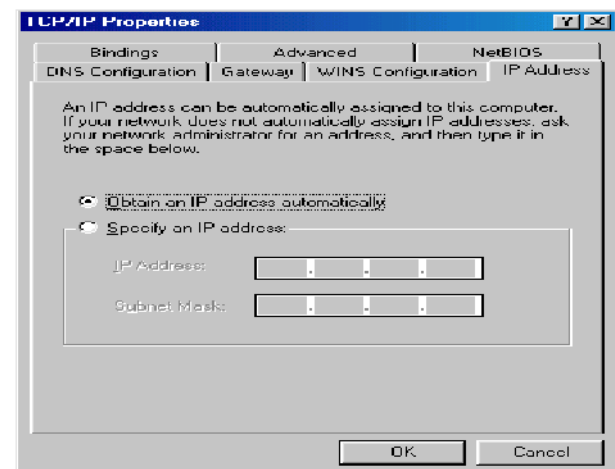 TCP/IP Properties
Bindings Advanced NetBIOS
DNS Configuration Gateway WINS Configuration IP Address
An IP address can be automatically assigned to this computer.
If your network does not automatically assign IP addresses, ask
your network administrator for an address, and then type it in
the space below.
Obtain an IP address automatically
Specify an IP address:
IP Address:
. . .
Subnet Mask:
. . .
OK Cancel